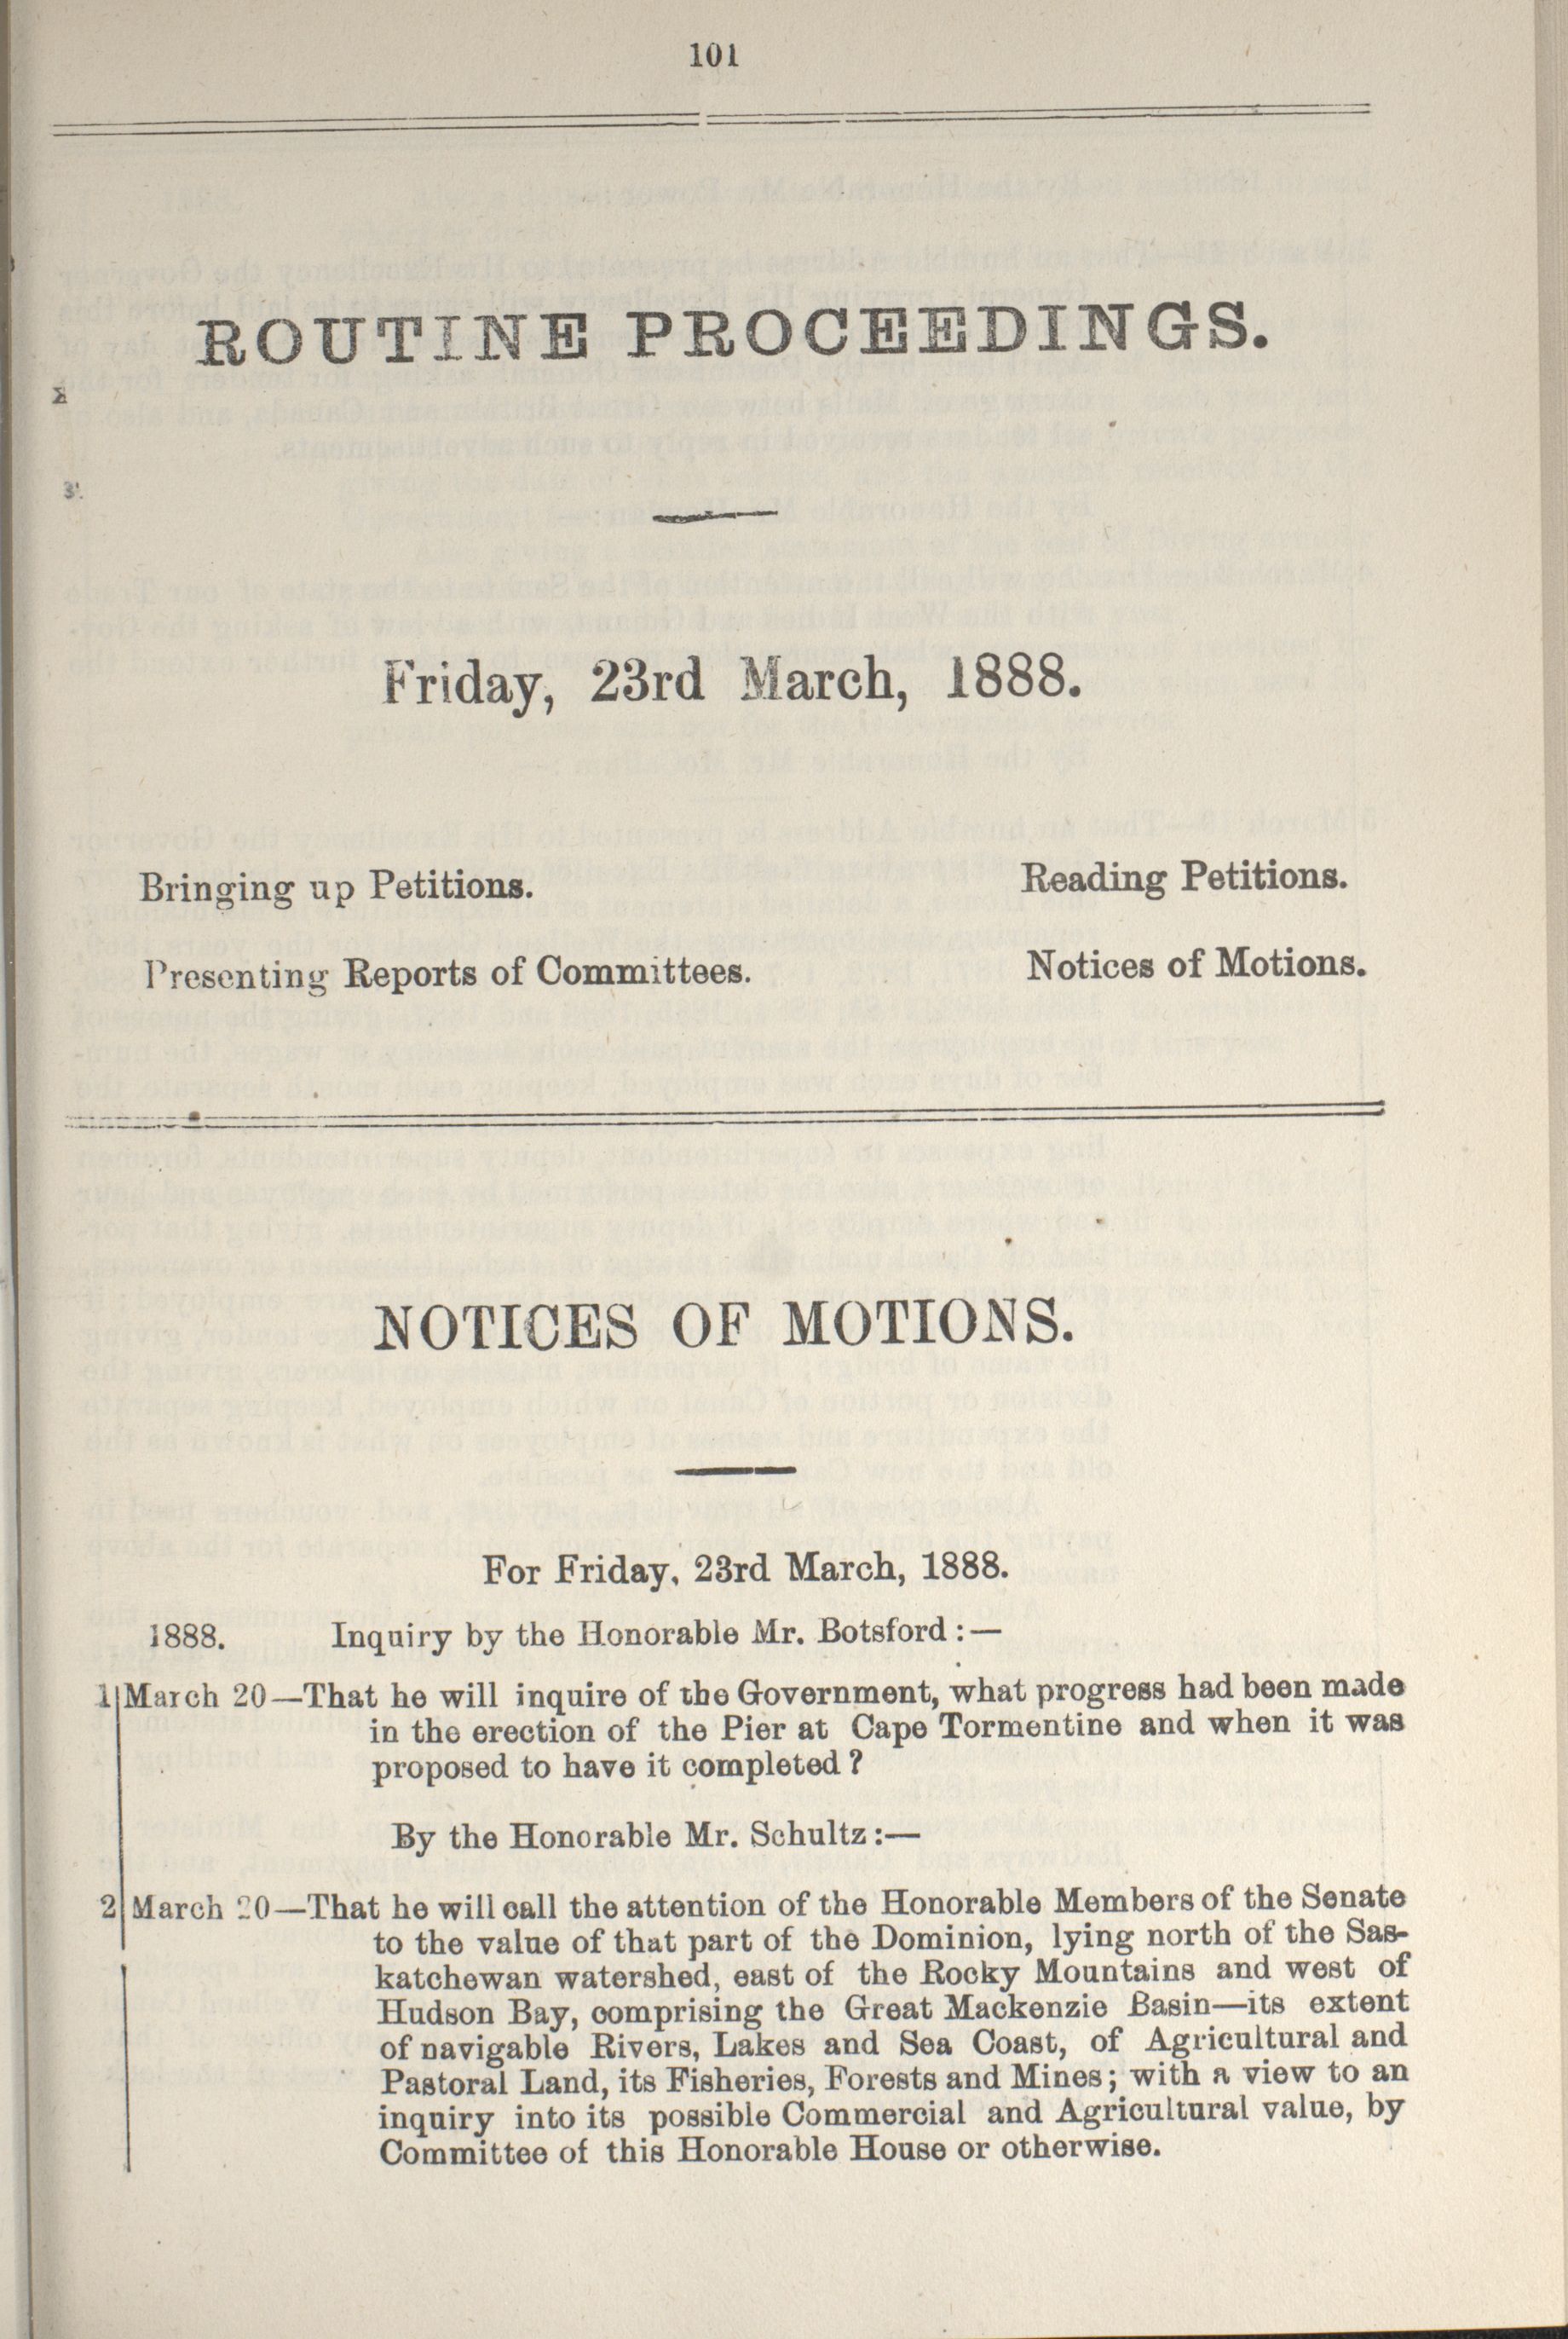 101
ROUTINE PROCEEDINGS.
Friday, 23rd March, 1888.
Bringing up Petitions. Reading Petitions.
Presenting Reports of Committees. Notices of Motions.
NOTICES OF MOTIONS.
For Friday, 23rd March, 1888.
1888. Inquiry by the Honorable Mr. Botsford :—
1 March 20—That he will inquire of the Government, what progress had been made
in the erection of the Pier at Cape Tormentine and when it was
proposed to have it completed ?
By the Honorable Mr. Schultz :—
2 March 20—That he will call the attention of the Honorable Members of the Senate
to the value of that part of the Dominion, lying north of the Sas-
katchewan watershed, east of the Rocky Mountains and west of
Hudson Bay, comprising the Great Mackenzie Basin—its extent
of navigable Rivers, Lakes and Sea Coast, of Agricultural and
Pastoral Land, its Fisheries, Forests and Mines; with a view to an
inquiry into its possible Commercial and Agricultural value, by
Committee of this Honorable House or otherwise.